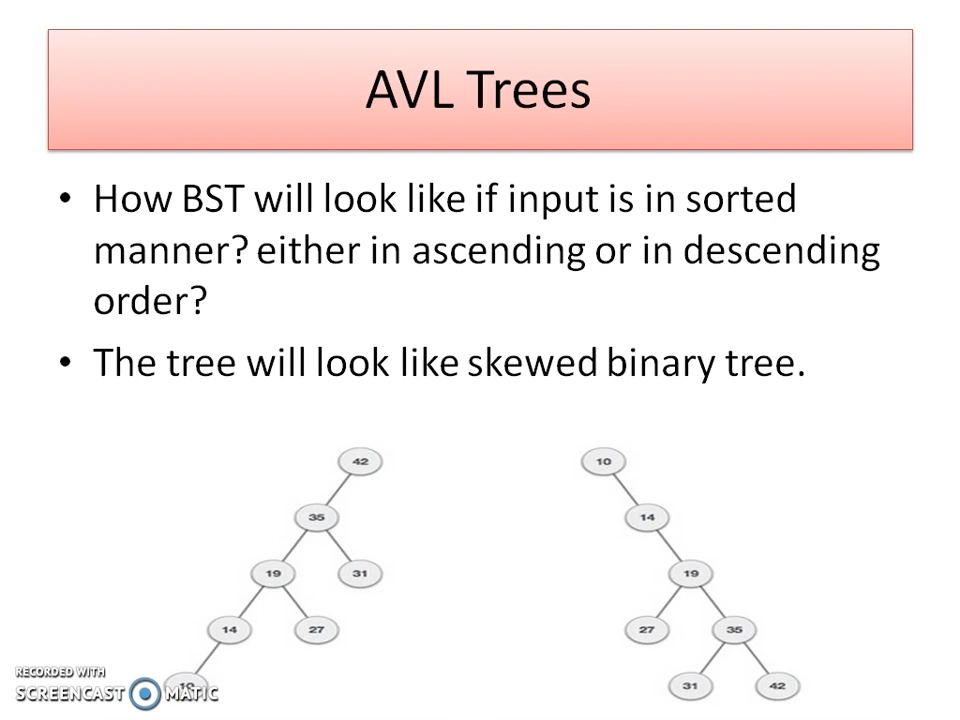 AVL Trees
• How BST will look like if input is in sorted
manner? either in ascending or in descending
order?
• The tree will look like skewed binary tree.
42 10
35 14
19 31 19
14 27 27 35
10 31 42
RECORDED WITH
SCREENCAST MATIC